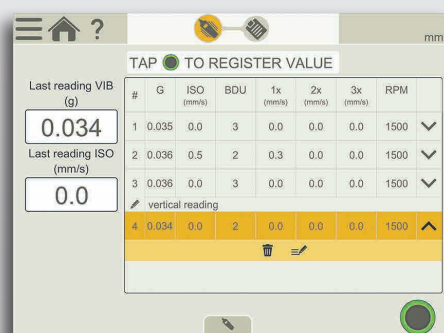 ?
mm
TAP TO REGISTER VALUE
Last reading VIB
(g)
0.034
Last reading ISO
(mm/s)
0.0
# G ISO (mm/s) BDU 1x (mm/s) 2x (mm/s) 3x (mm/s) RPM
1 0.035 0.0 3 0.0 0.0 0.0 1500
2 0.036 0.5 2 0.3 0.0 0.0 1500
3 0.036 0.0 3 0.0 0.0 0.0 1500
vertical reading
4 0.034 0.0 2 0.0 0.0 0.0 1500